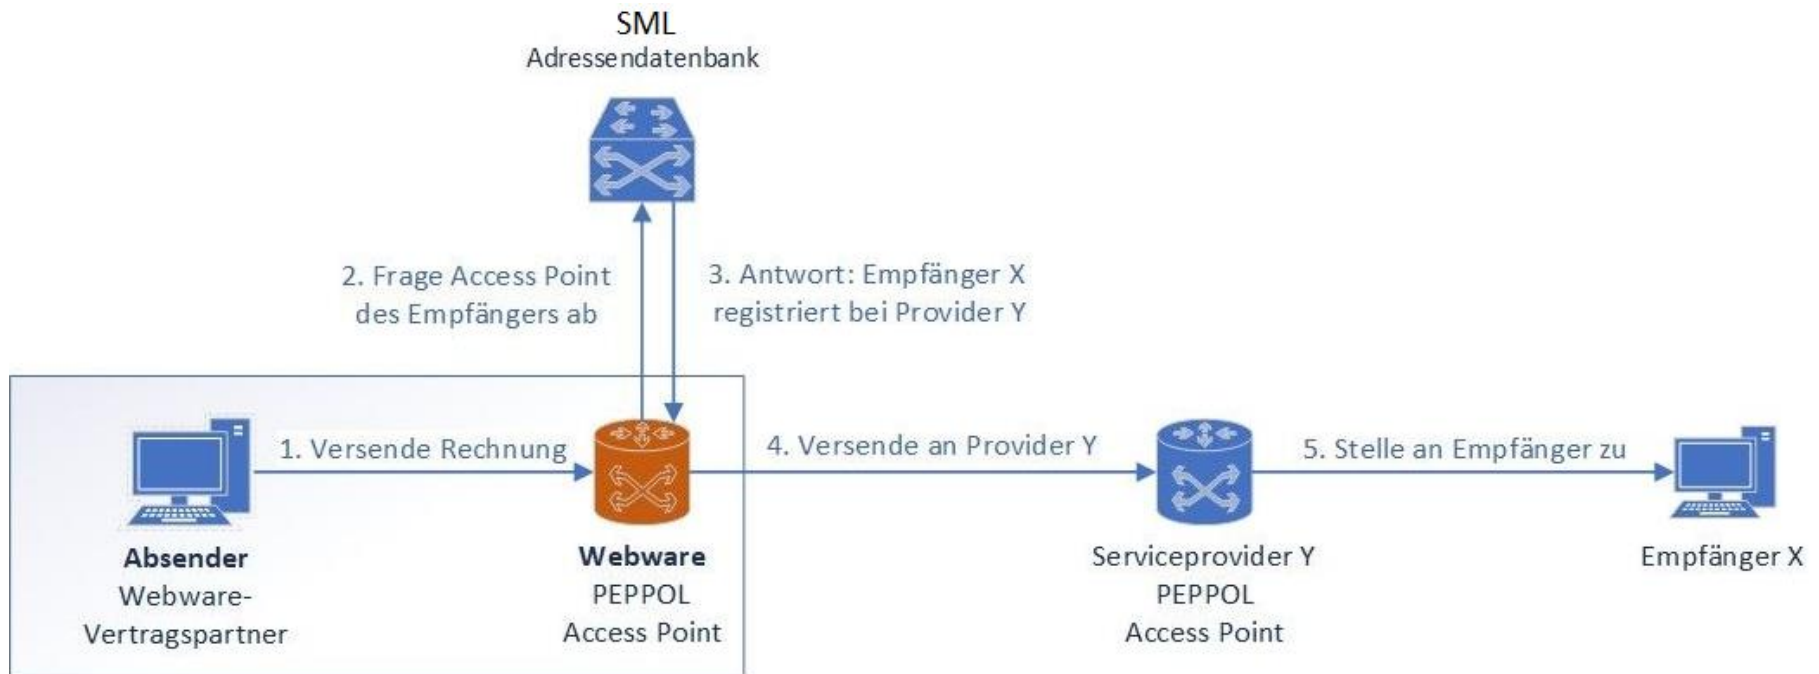 SML
Adressendatenbank
2. Frage Access Point
des Empfängers ab
3. Antwort: Empfänger X
registriert bei Provider Y
1. Versende Rechnung
4. Versende an Provider Y
5. Stelle an Empfänger zu
Absender
Webware-
Vertragspartner
Webware
PEPPOL
Access Point
Serviceprovider Y
PEPPOL
Access Point
Empfänger X